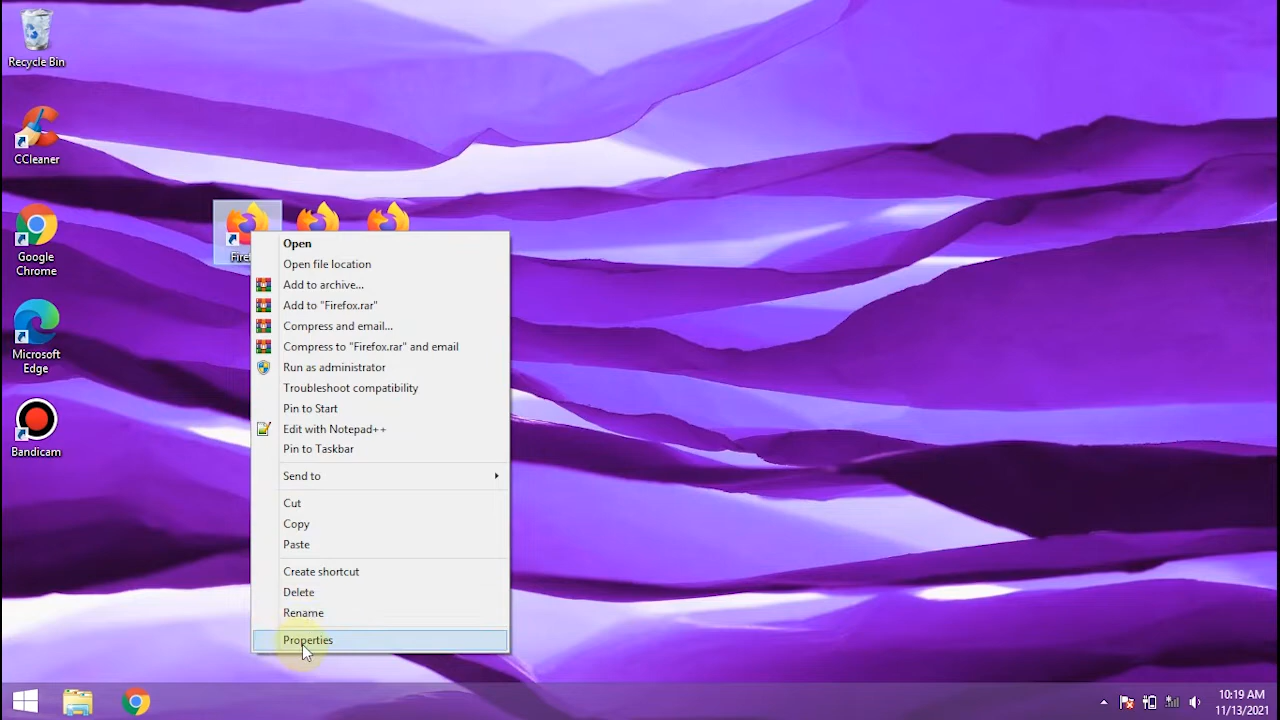 Recycle Bin
CCleaner
Google
Chrome
Microsoft
Edge
Bandicam
Open
Open file location
Add to archive...
Add to "Firefox.rar"
Compress and email...
Compress to "Firefox.rar" and email
Run as administrator
Troubleshoot compatibility
Pin to Start
Edit with Notepad++
Pin to Taskbar
Send to
Cut
Copy
Paste
Create shortcut
Delete
Rename
Properties
10:19 AM
11/13/2021